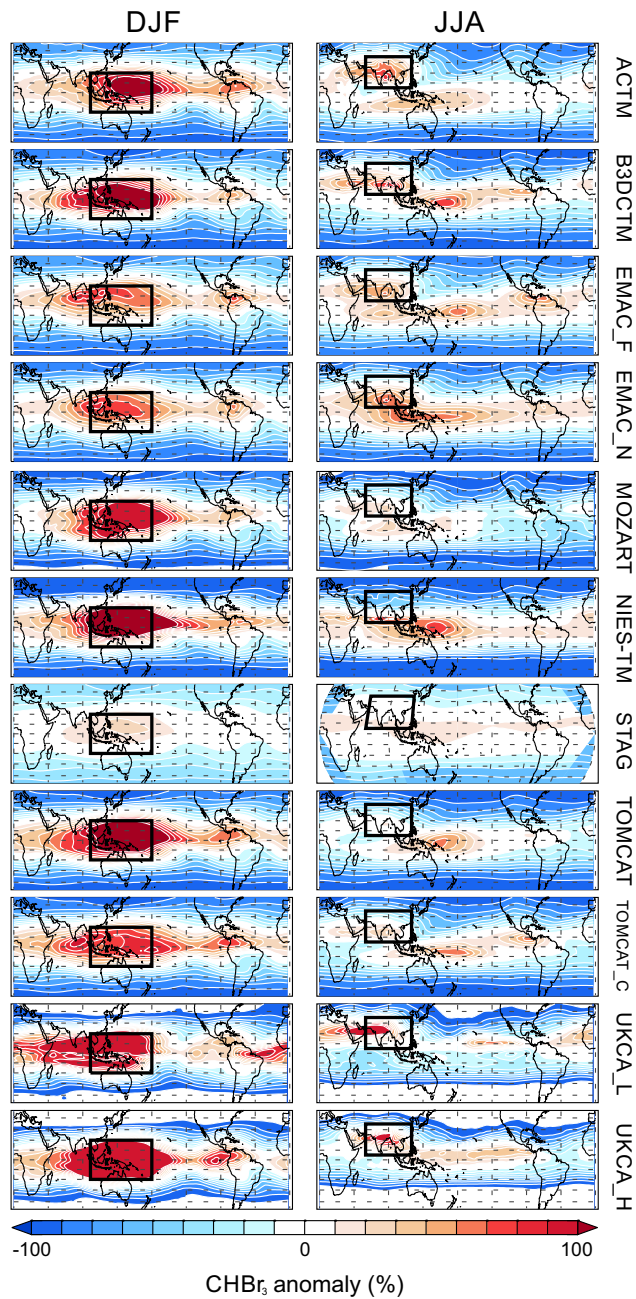 DJF JJA
ACTM
B3DCTM
EMAC_F
EMAC_N
MOZART
NIES-TM
STAG
TOMCAT
TOMCAT_C
UKCA_L
UKCA_H
-100 0 100
CHBr₃ anomaly (%)